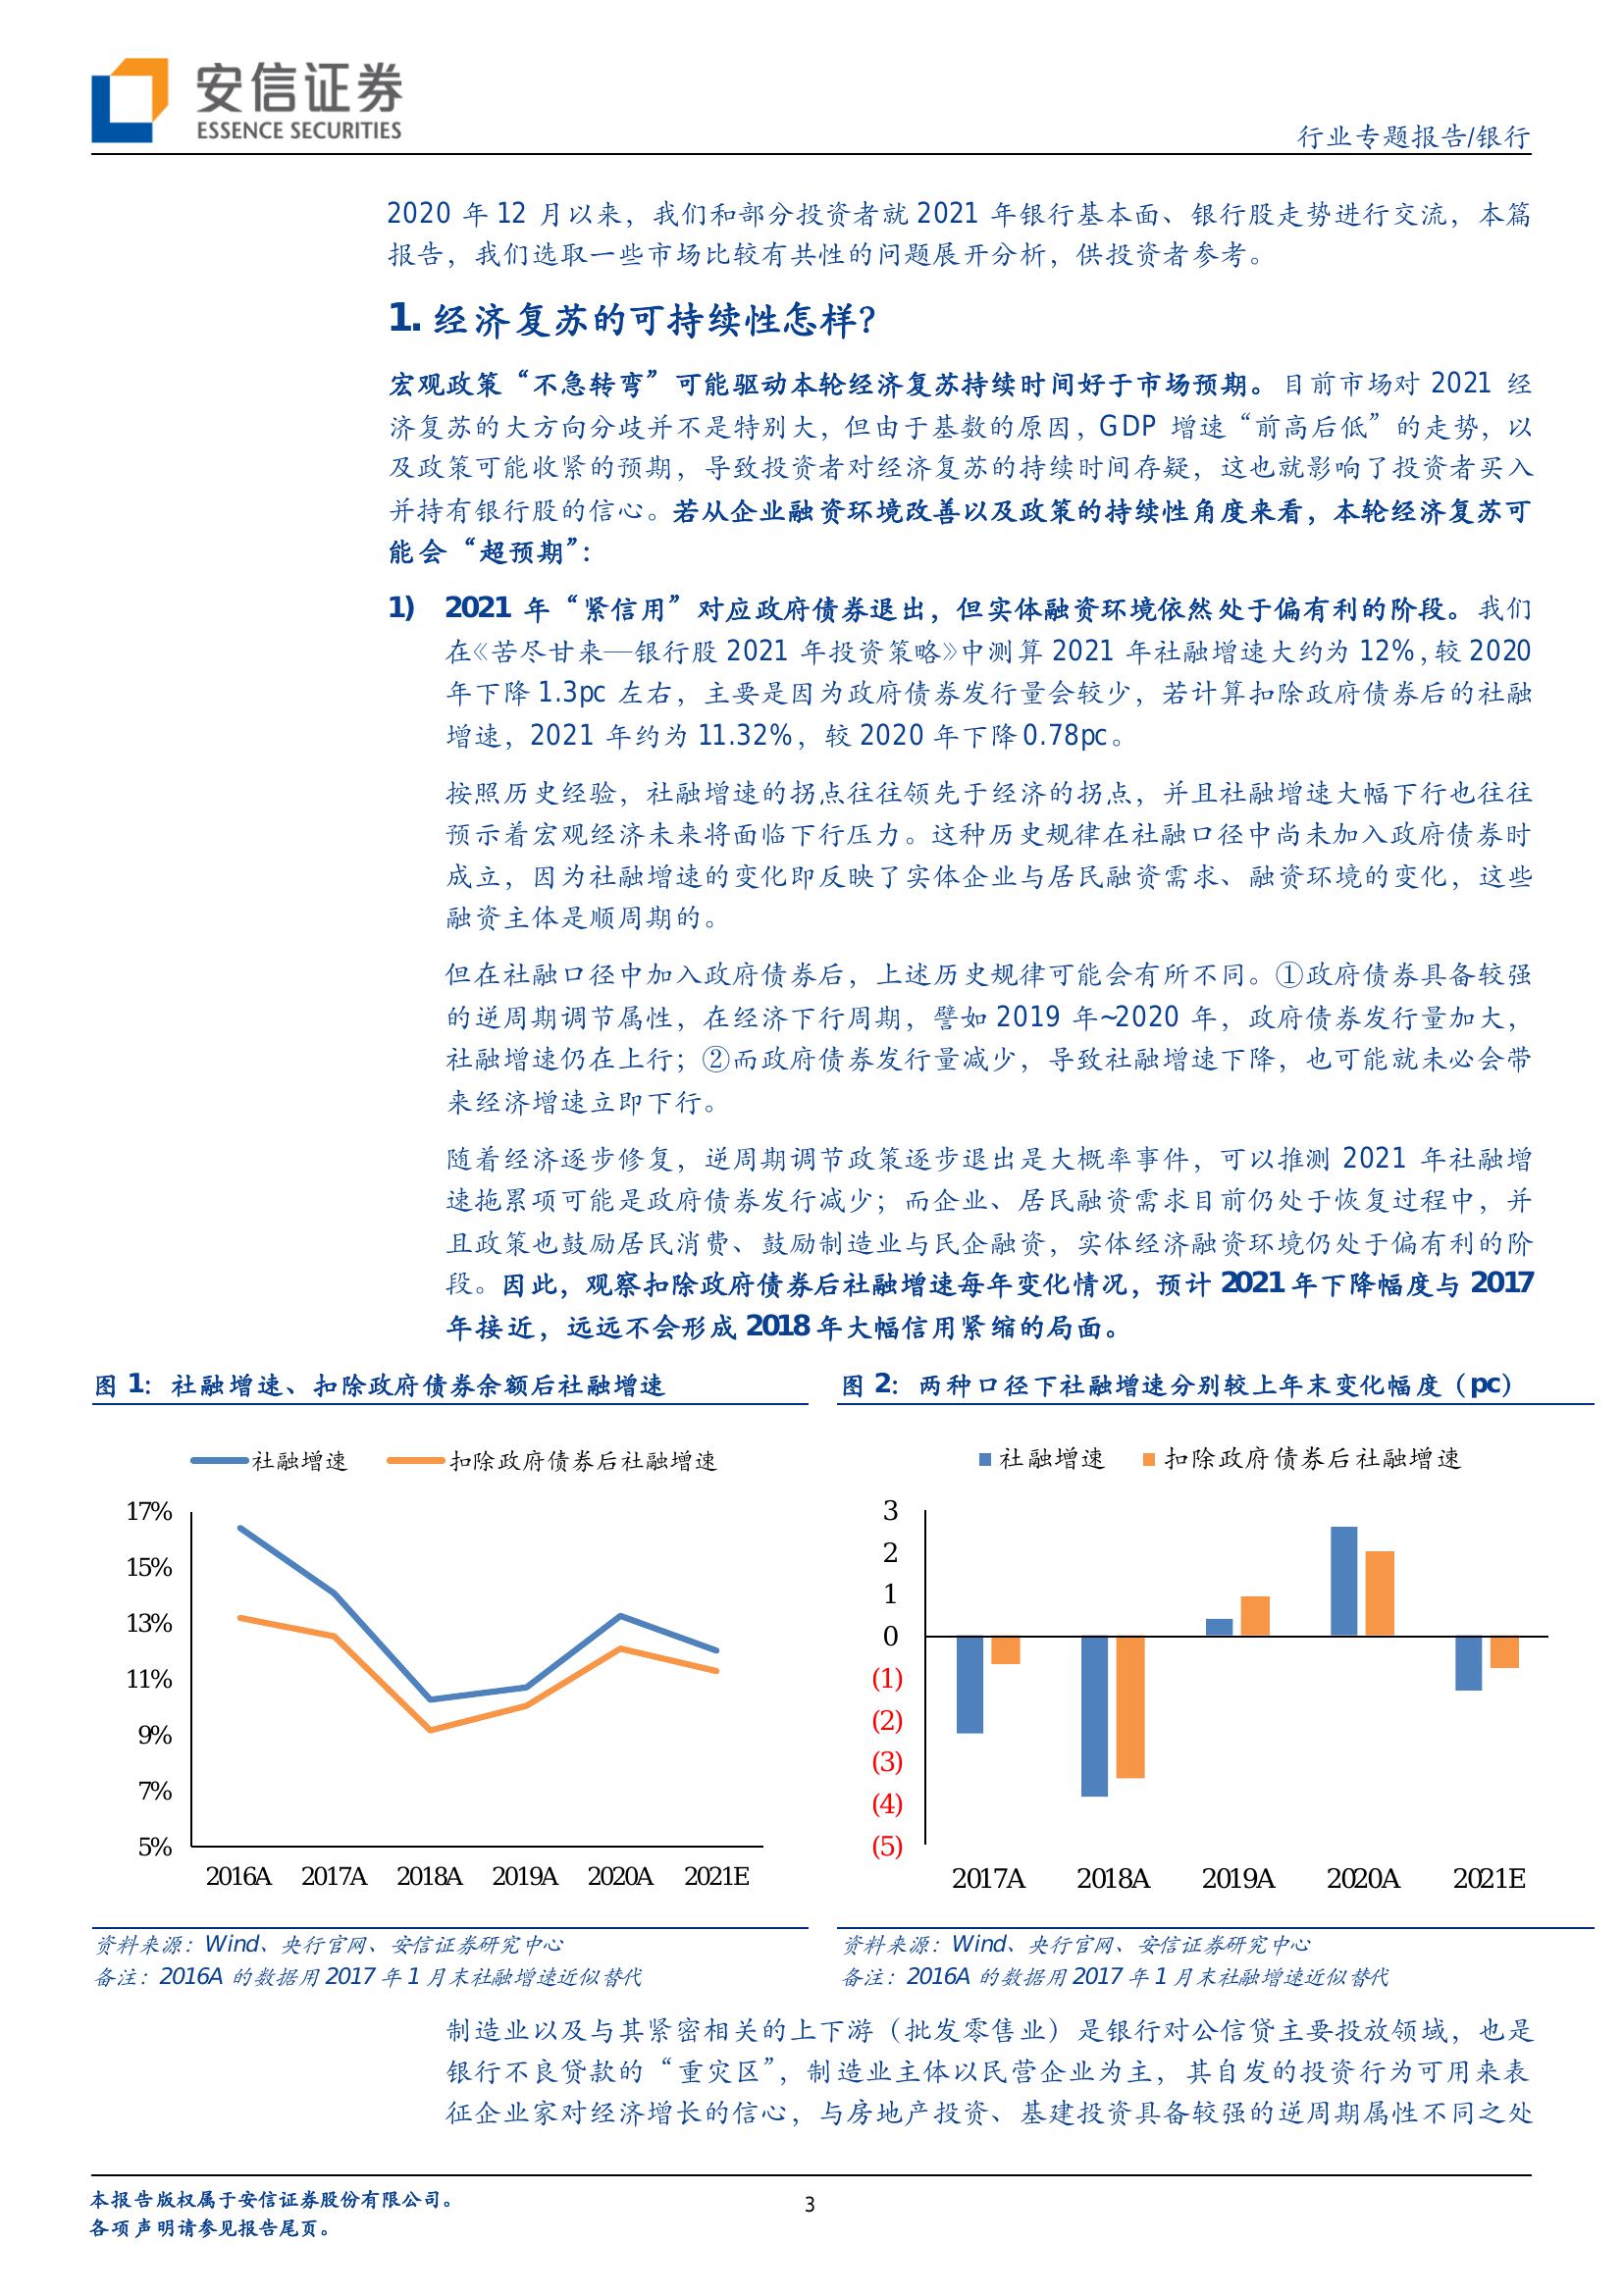 安信证券
ESSENCE SECURITIES
行业专题报告/银行
2020 年 12 月以来，我们和部分投资者就 2021 年银行基本面、银行股走势进行交流，本篇
报告，我们选取一些市场比较有共性的问题展开分析，供投资者参考。
1. 经济复苏的可持续性怎样？
宏观政策“不急转弯”可能驱动本轮经济复苏持续时间好于市场预期。目前市场对 2021 经
济复苏的大方向分歧并不是特别大，但由于基数的原因，GDP 增速“前高后低”的走势，以
及政策可能收紧的预期，导致投资者对经济复苏的持续时间存疑，这也就影响了投资者买入
并持有银行股的信心。若从企业融资环境改善以及政策的持续性角度来看，本轮经济复苏可
能会“超预期”：
1) 2021 年“紧信用”对应政府债券退出，但实体融资环境依然处于偏有利的阶段。我们
在《苦尽甘来—银行股 2021 年投资策略》中测算 2021 年社融增速大约为 12%，较 2020
年下降 1.3pc 左右，主要是因为政府债券发行量会较少，若计算扣除政府债券后的社融
增速，2021 年约为 11.32%，较 2020 年下降 0.78pc。
按照历史经验，社融增速的拐点往往领先于经济的拐点，并且社融增速大幅下行也往往
预示着宏观经济未来将面临下行压力。这种历史规律在社融口径中尚未加入政府债券时
成立，因为社融增速的变化即反映了实体企业与居民融资需求、融资环境的变化，这些
融资主体是顺周期的。
但在社融口径中加入政府债券后，上述历史规律可能会有所不同。①政府债券具备较强
的逆周期调节属性，在经济下行周期，譬如 2019 年~2020 年，政府债券发行量加大，
社融增速仍在上行；②而政府债券发行量减少，导致社融增速下降，也可能就未必会带
来经济增速立即下行。
随着经济逐步修复，逆周期调节政策逐步退出是大概率事件，可以推测 2021 年社融增
速拖累项可能是政府债券发行减少；而企业、居民融资需求目前仍处于恢复过程中，并
且政策也鼓励居民消费、鼓励制造业与民企融资，实体经济融资环境仍处于偏有利的阶
段。因此，观察扣除政府债券后社融增速每年变化情况，预计 2021 年下降幅度与 2017
年接近，远远不会形成 2018 年大幅信用紧缩的局面。
图 1：社融增速、扣除政府债券余额后社融增速
社融增速 扣除政府债券后社融增速
17%
15%
13%
11%
9%
7%
5%
2016A 2017A 2018A 2019A 2020A 2021E
资料来源：Wind、央行官网、安信证券研究中心
备注：2016A 的数据用 2017 年 1 月末社融增速近似替代
图 2：两种口径下社融增速分别较上年末变化幅度（pc）
社融增速 扣除政府债券后社融增速
3
2
1
0
(1)
(2)
(3)
(4)
(5)
2017A 2018A 2019A 2020A 2021E
资料来源：Wind、央行官网、安信证券研究中心
备注：2016A 的数据用 2017 年 1 月末社融增速近似替代
制造业以及与其紧密相关的上下游（批发零售业）是银行对公信贷主要投放领域，也是
银行不良贷款的“重灾区”，制造业主体以民营企业为主，其自发的投资行为可用来表
征企业家对经济增长的信心，与房地产投资、基建投资具备较强的逆周期属性不同之处
本报告版权属于安信证券股份有限公司。
各项声明请参见报告尾页。
3